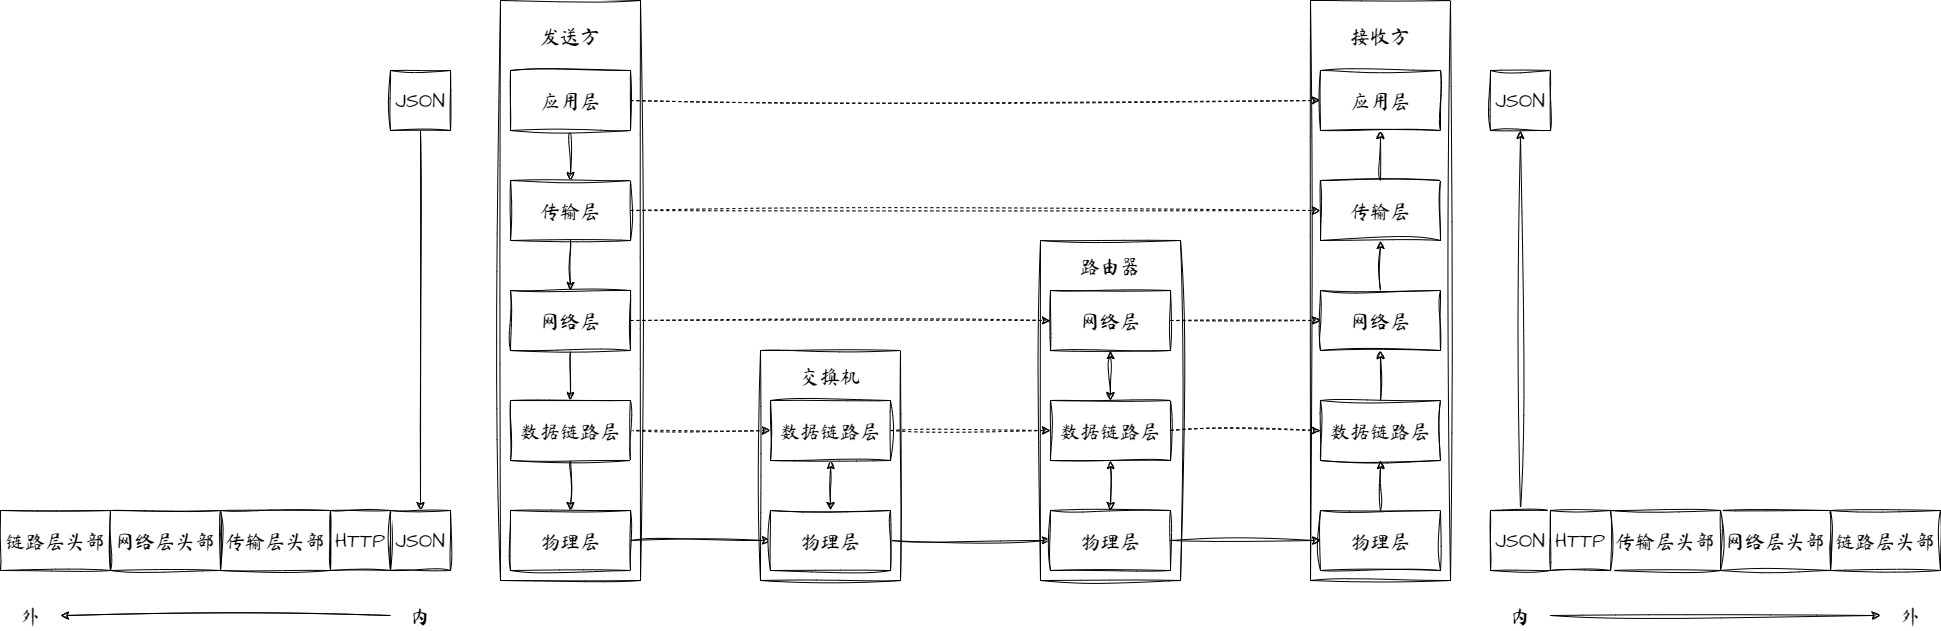 发送方
接收方
JSON
应用层
应用层
JSON
传输层
传输层
路由器
网络层
网络层
网络层
交换机
数据链路层
数据链路层
数据链路层
数据链路层
链路层头部
网络层头部
传输层头部
HTTP
JSON
物理层
物理层
物理层
物理层
JSON
HTTP
传输层头部
网络层头部
链路层头部
外
内
内
外